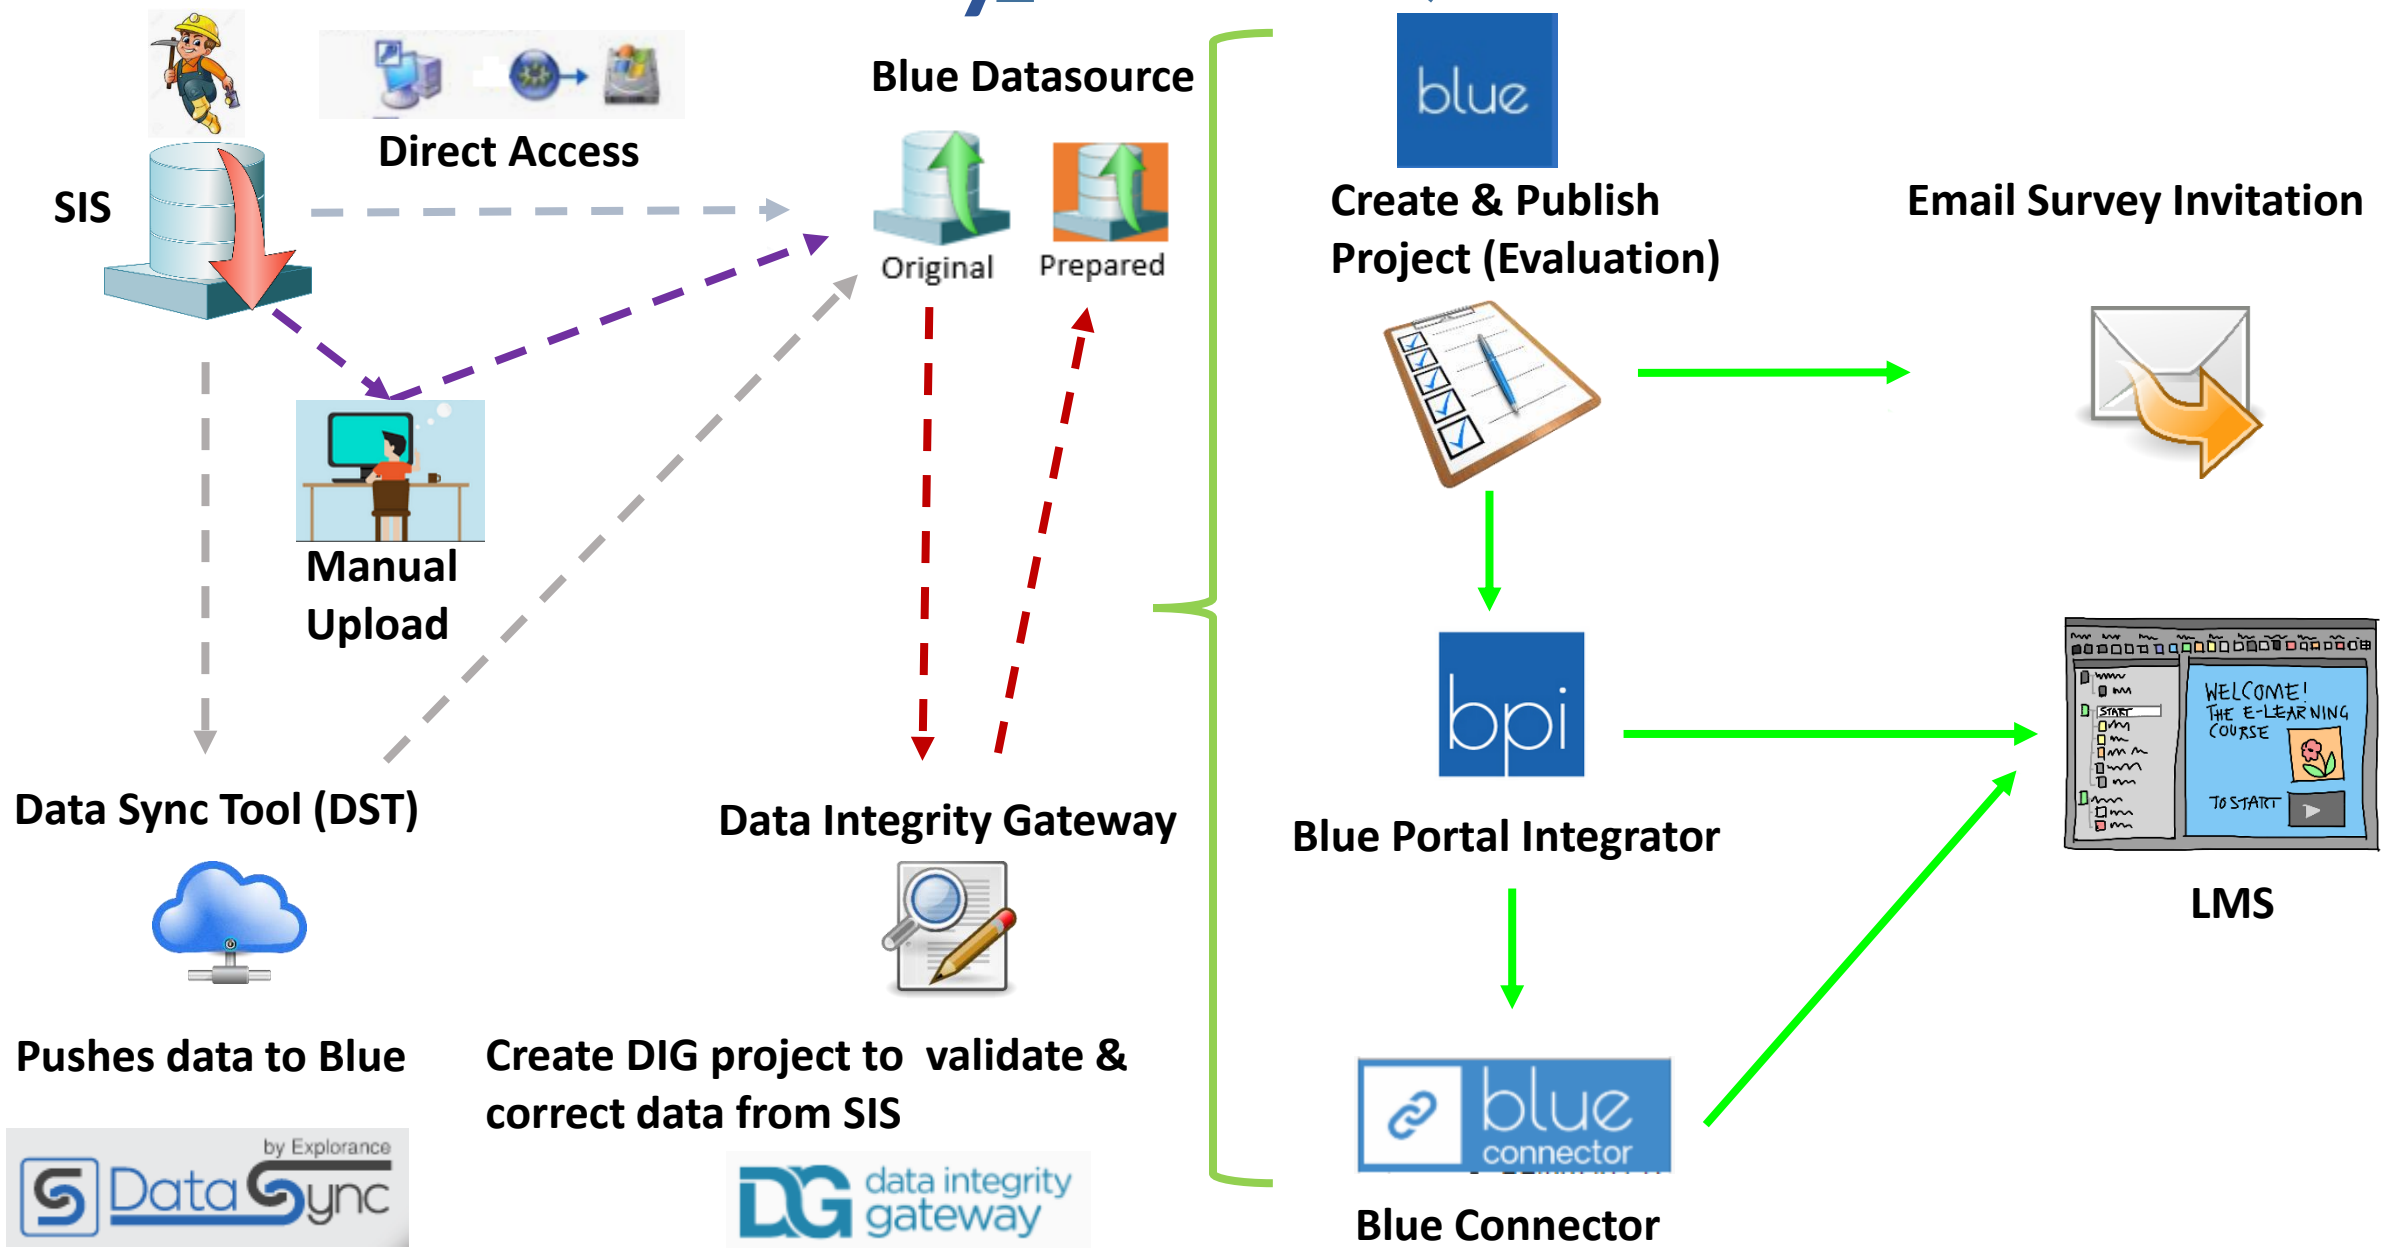 SIS
Direct Access
Blue Datasource
Original
Prepared
Manual
Upload
Data Sync Tool (DST)
Pushes data to Blue
by Explorance
S DataSync
Data Integrity Gateway
Create DIG project to validate &
correct data from SIS
DIG data integrity
gateway
blue
Create & Publish
Project (Evaluation)
Email Survey Invitation
bpi
Blue Portal Integrator
WELCOME!
THE E-LEARNING
COURSE
START
TO START
LMS
blue
connector
Blue Connector